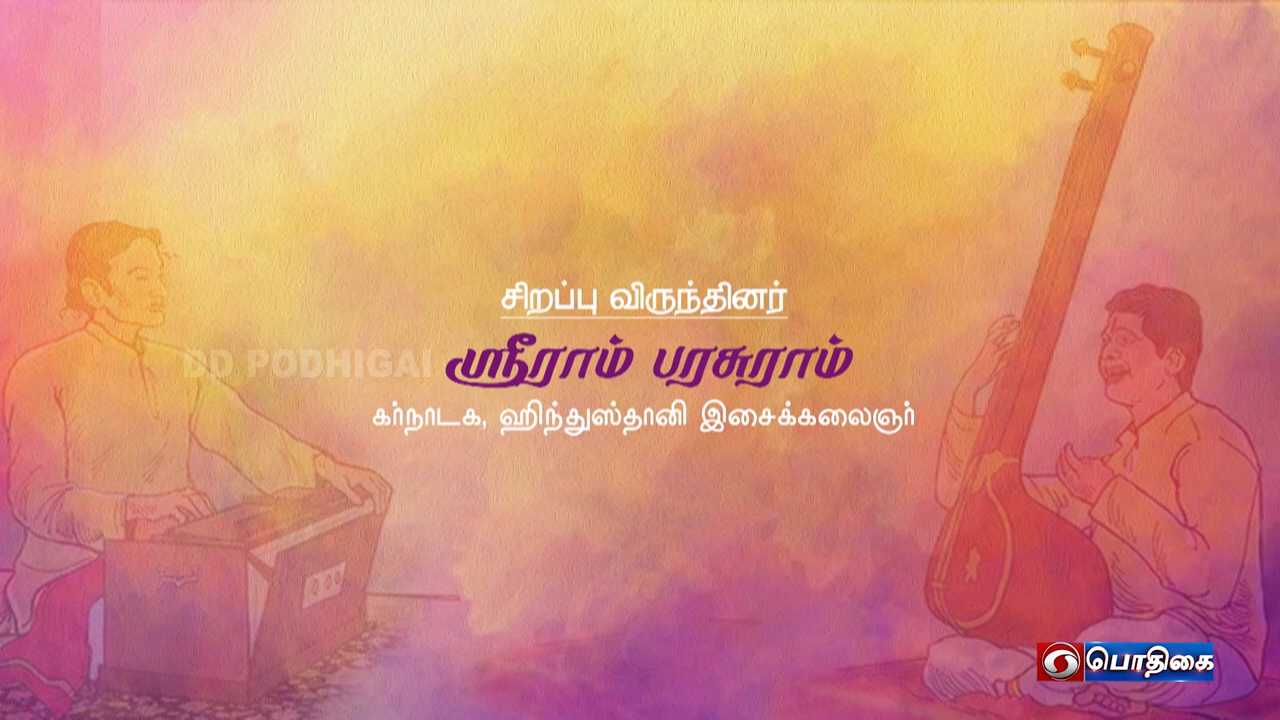 சிறப்பு விருந்தினர்
DD PODHIGAI
ஸ்ரீராம் பரசுராம்
கர்நாடக, ஹிந்துஸ்தானி இசைக்கலைஞர்
பொதிகை